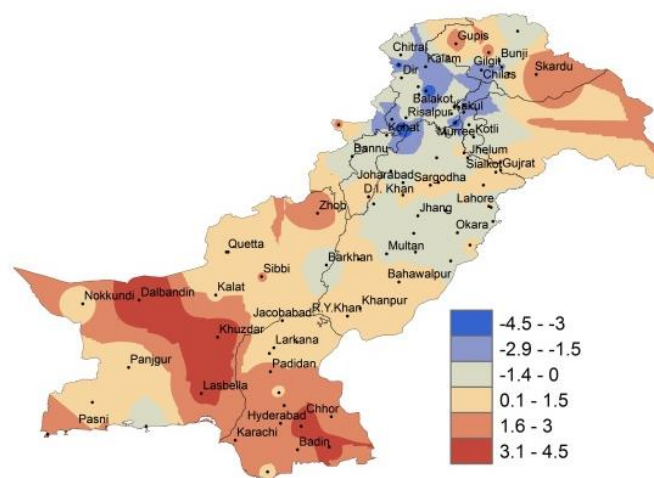 Gupis
Chitral
Kalam
Bunji
Gilgit
Dir
Chilas
Skardu
Balakot
Risalpur
Kakul
Kohat
Murree
Kotli
Bannu
Jhelum
Sialkot
Gujrat
Joharabad
Sargodha
D.I. Khan
Zhob
Jhang
Lahore
Okara
Quetta
Multan
Barkhan
Sibbi
Bahawalpur
Kalat
Nokkundi
Dalbandin
R.Y.Khan
Khanpur
Jacobabad
Khuzdar
Larkana
Padidan
Panjgur
Lasbella
Pasni
Hyderabad
Chhor
Karachi
Badin
-4.5 - -3
-2.9 - -1.5
-1.4 - 0
0.1 - 1.5
1.6 - 3
3.1 - 4.5